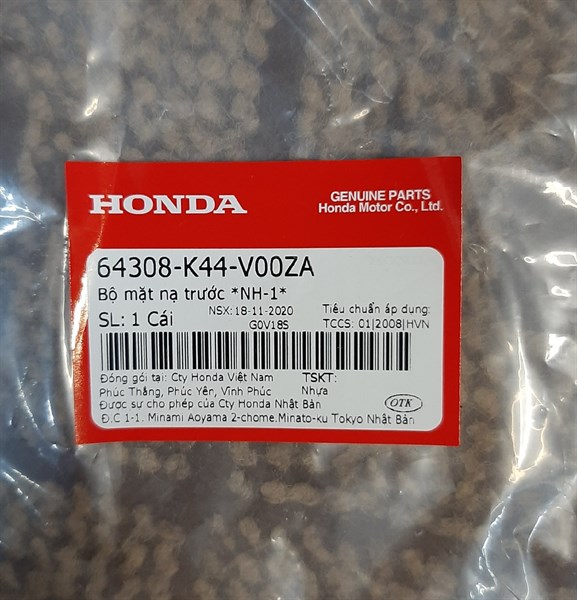 HONDA
GENUINE PARTS
Honda Motor Co., Ltd.
64308-K44-V00ZA
Bộ mặt nạ trước *NH-1*
SL: 1 Cái
NSX: 18-11-2020
G0V18S
Tiêu chuẩn áp dụng:
TCCS: 01|2008|HVN
Đóng gói tại: Cty Honda Việt Nam
Phúc Thắng, Phúc Yên, Vĩnh Phúc
Được sự cho phép của Cty Honda Nhật Bản
Đ.C 1-1. Minami Aoyama 2-chome.Minato-ku Tokyo Nhật Bản
TSKT:
Nhựa
OTK